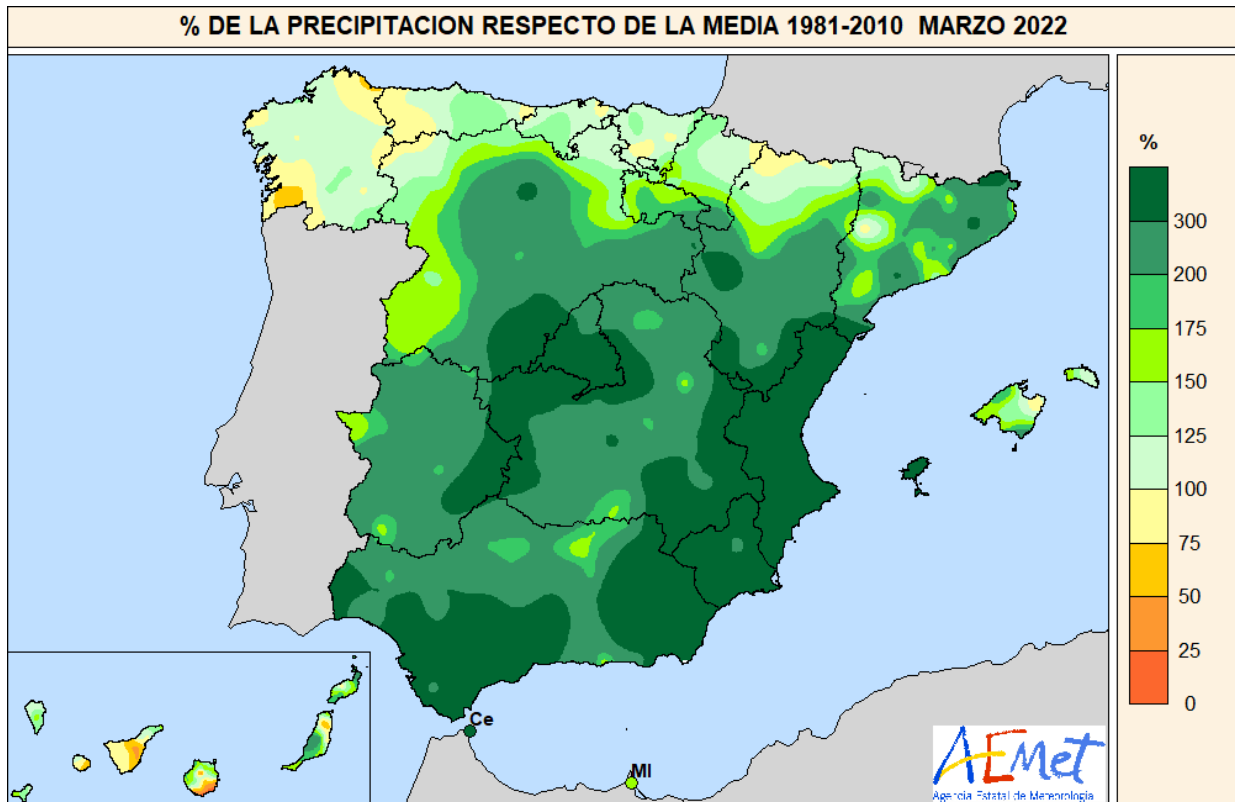 % DE LA PRECIPITACION RESPECTO DE LA MEDIA 1981-2010 MARZO 2022
%
300
200
175
150
125
100
75
50
25
0
Ce
Ml
AEMet
Agencia Estatal de Meteorología